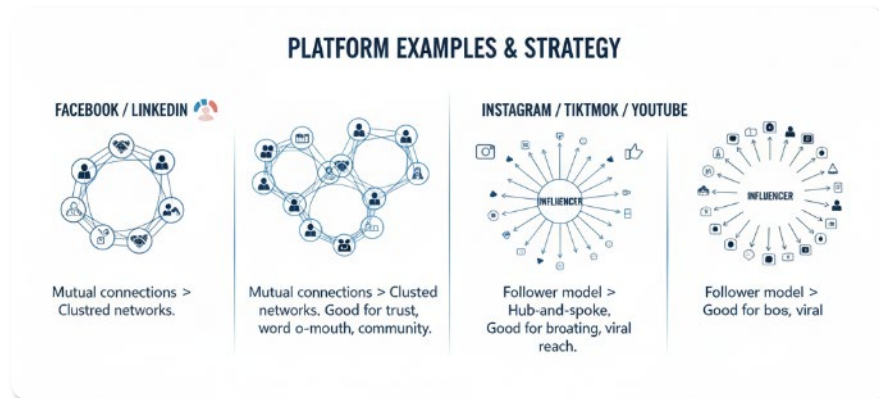 PLATFORM EXAMPLES & STRATEGY
FACEBOOK / LINKEDIN
INSTAGRAM / TIKTMOK / YOUTUBE
INFLUENCER
INFLUENCER
Mutual connections >
Clustred networks.
Mutual connections > Clusted
networks. Good for trust,
word o-mouth, community.
Follower model >
Hub-and-spoke,
Good for broating, viral
reach.
Follower model >
Good for bos, viral